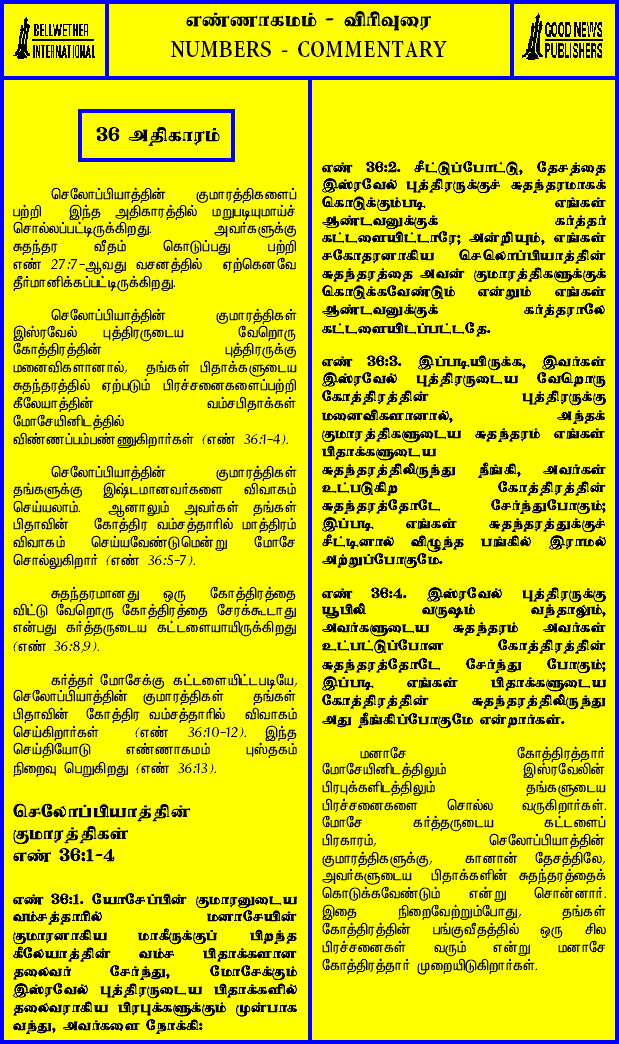 BELLWETHER
INTERNATIONAL
எண்ணாகமம் - விரிவுரை
NUMBERS - COMMENTARY
GOOD NEWS
PUBLISHERS
36 அதிகாரம்
செலோப்பியாத்தின் குமாரத்திகளைப்
பற்றி இந்த அதிகாரத்தில் மறுபடியுமாய்ச்
சொல்லப்பட்டிருக்கிறது. அவர்களுக்கு
சுதந்தர வீதம் கொடுப்பது பற்றி
எண் 27:7-ஆவது வசனத்தில் ஏற்கெனவே
தீர்மானிக்கப்பட்டிருக்கிறது.
செலோப்பியாத்தின் குமாரத்திகள்
இஸ்ரவேல் புத்திரருடைய வேறொரு
கோத்திரத்தின் புத்திரருக்கு
மனைவிகளானால், தங்கள் பிதாக்களுடைய
சுதந்தரத்தில் ஏற்படும் பிரச்சனைகளைப்பற்றி
கீலேயாத்தின் வம்சபிதாக்கள்
மோசேயினிடத்தில்
விண்ணப்பம்பண்ணுகிறார்கள் (எண் 36:1-4).
செலோப்பியாத்தின் குமாரத்திகள்
தங்களுக்கு இஷ்டமானவர்களை விவாகம்
செய்யலாம். ஆனாலும் அவர்கள் தங்கள்
பிதாவின் கோத்திர வம்சத்தாரில் மாத்திரம்
விவாகம் செய்யவேண்டுமென்று மோசே
சொல்லுகிறார் (எண் 36:5-7).
சுதந்தரமானது ஒரு கோத்திரத்தை
விட்டு வேறொரு கோத்திரத்தை சேரக்கூடாது
என்பது கர்த்தருடைய கட்டளையாயிருக்கிறது
(எண் 36:8,9).
கர்த்தர் மோசேக்கு கட்டளையிட்டபடியே,
செலோப்பியாத்தின் குமாரத்திகள் தங்கள்
பிதாவின் கோத்திர வம்சத்தாரில் விவாகம்
செய்கிறார்கள் (எண் 36:10-12). இந்த
செய்தியோடு எண்ணாகமம் புஸ்தகம்
நிறைவு பெறுகிறது (எண் 36:13).
செலோப்பியாத்தின்
குமாரத்திகள்
எண் 36:1-4
எண் 36:1. யோசேப்பின் குமாரனுடைய
வம்சத்தாரில் மனாசேயின்
குமாரனாகிய மாகீருக்குப் பிறந்த
கீலேயாத்தின் வம்ச பிதாக்களான
தலைவர் சேர்ந்து, மோசேக்கும்
இஸ்ரவேல் புத்திரருடைய பிதாக்களில்
தலைவராகிய பிரபுக்களுக்கும் முன்பாக
வந்து, அவர்களை நோக்கி:
எண் 36:2. சீட்டுப்போட்டு, தேசத்தை
இஸ்ரவேல் புத்திரருக்குச் சுதந்தரமாகக்
கொடுக்கும்படி எங்கள்
ஆண்டவனுக்குக் கர்த்தர்
கட்டளையிட்டாரே; அன்றியும், எங்கள்
சகோதரனாகிய செலொப்பியாத்தின்
சுதந்தரத்தை அவன் குமாரத்திகளுக்குக்
கொடுக்கவேண்டும் என்றும் எங்கள்
ஆண்டவனுக்குக் கர்த்தராலே
கட்டளையிடப்பட்டதே.
எண் 36:3. இப்படியிருக்க, இவர்கள்
இஸ்ரவேல் புத்திரருடைய வேறொரு
கோத்திரத்தின் புத்திரருக்கு
மனைவிகளானால், அந்தக்
குமாரத்திகளுடைய சுதந்தரம் எங்கள்
பிதாக்களுடைய
சுதந்தரத்திலிருந்து நீங்கி, அவர்கள்
உட்படுகிற கோத்திரத்தின்
சுதந்தரத்தோடே சேர்ந்துபோகும்;
இப்படி எங்கள் சுதந்தரத்துக்குச்
சீட்டினால் விழுந்த பங்கில் இராமல்
அற்றுப்போகுமே.
எண் 36:4. இஸ்ரவேல் புத்திரருக்கு
யூபிலி வருஷம் வந்தாலும்,
அவர்களுடைய சுதந்தரம் அவர்கள்
உட்பட்டுப்போன கோத்திரத்தின்
சுதந்தரத்தோடே சேர்ந்து போகும்;
இப்படி எங்கள் பிதாக்களுடைய
கோத்திரத்தின் சுதந்தரத்திலிருந்து
அது நீங்கிப்போகுமே என்றார்கள்.
மனாசே கோத்திரத்தார்
மோசேயினிடத்திலும் இஸ்ரவேலின்
பிரபுக்களிடத்திலும் தங்களுடைய
பிரச்சனைகளை சொல்ல வருகிறார்கள்.
மோசே கர்த்தருடைய கட்டளைப்
பிரகாரம், செலோப்பியாத்தின்
குமாரத்திகளுக்கு, கானான் தேசத்திலே,
அவர்களுடைய பிதாக்களின் சுதந்தரத்தைக்
கொடுக்கவேண்டும் என்று சொன்னார்.
இதை நிறைவேற்றும்போது, தங்கள்
கோத்திரத்தின் பங்குவீதத்தில் ஒரு சில
பிரச்சனைகள் வரும் என்று மனாசே
கோத்திரத்தார் முறையிடுகிறார்கள்.